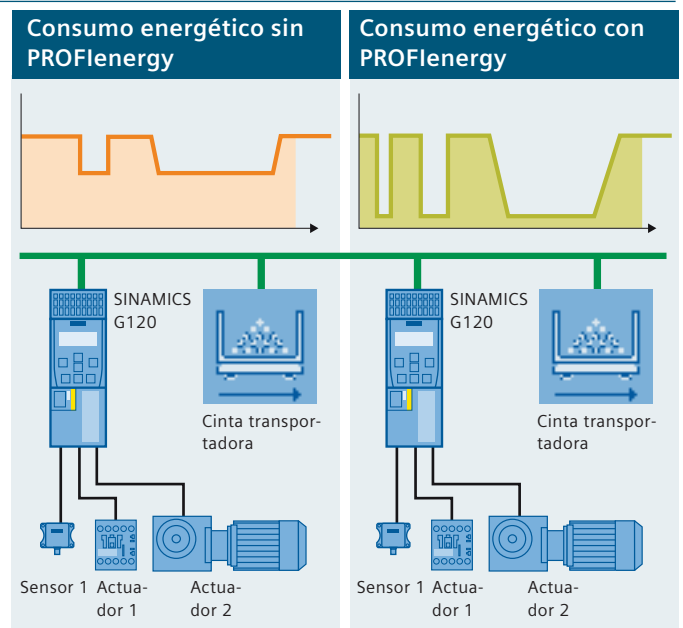 Consumo energético sin
PROFIenergy
Consumo energético con
PROFIenergy
SINAMICS
G120
Cinta transpor-
tadora
Sensor 1
Actua-
dor 1
Actua-
dor 2
SINAMICS
G120
Cinta transpor-
tadora
Sensor 1
Actua-
dor 1
Actua-
dor 2